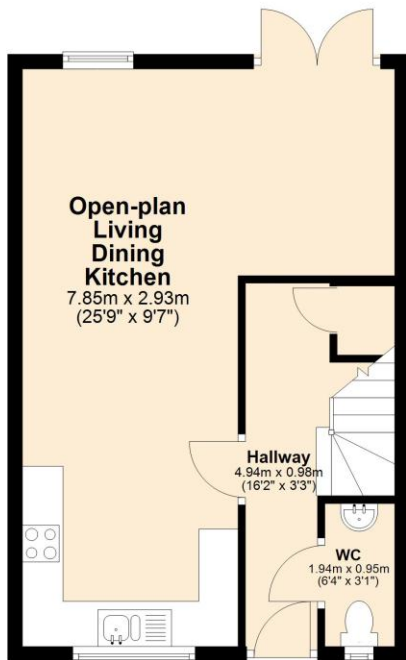 Open-plan
Living
Dining
Kitchen
7.85m x 2.93m
(25'9" x 9'7")
Hallway
4.94m x 0.98m
(16'2" x 3'3")
WC
1.94m x 0.95m
(6'4" x 3'1")